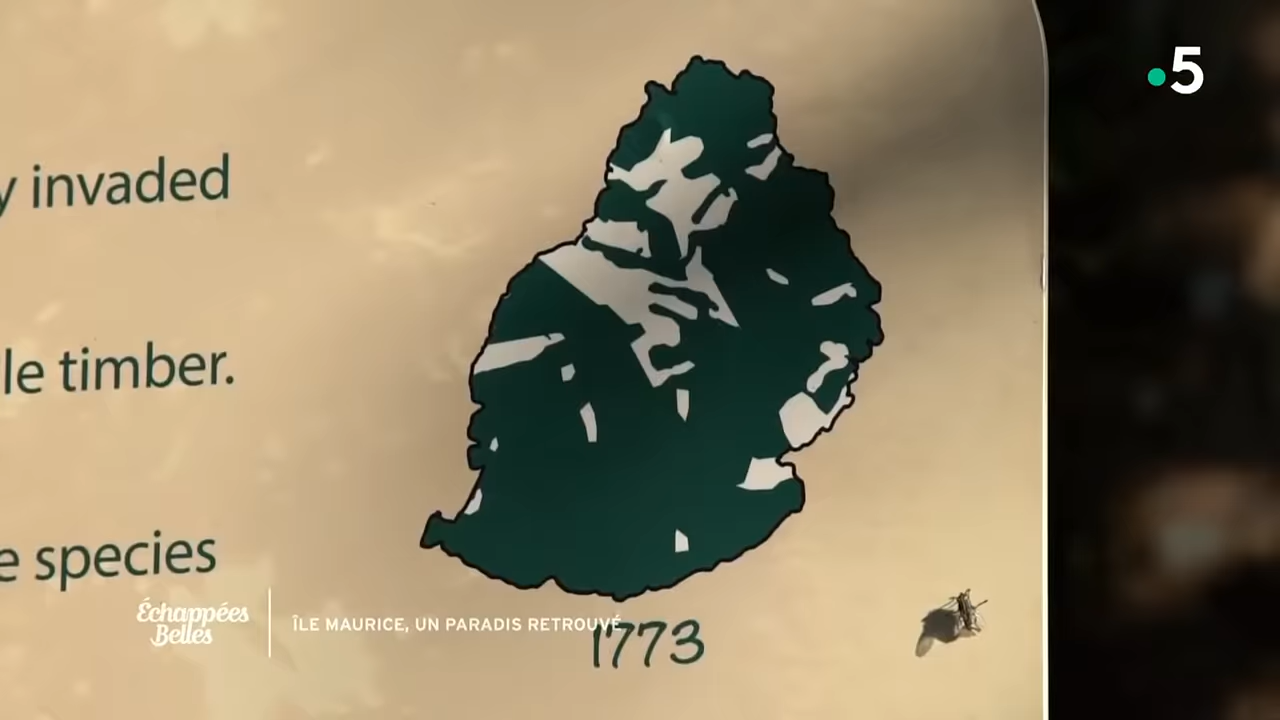 5
y invaded
le timber.
e species
Échappées
Belles
ÎLE MAURICE, UN PARADIS RETROUVÉ
1773